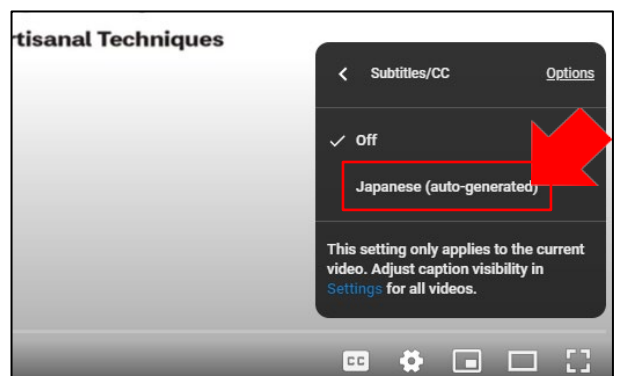 rtisanal Techniques
Subtitles/CC
Options
Off
Japanese (auto-generated)
This setting only applies to the current
video. Adjust caption visibility in
Settings for all videos.
CC